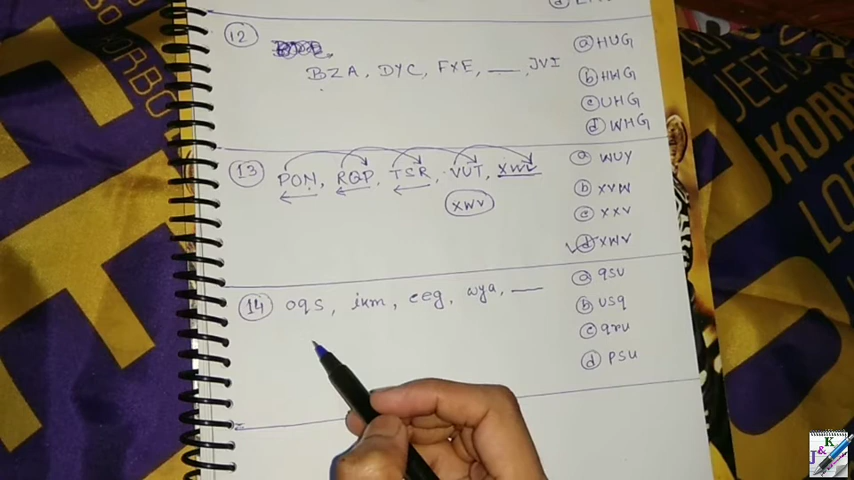 12
BZA, DYC, FXE, ___, JVI
a HUG
b HWG
c UHG
d WHG
13 PON, RQP, TSR, VUT, XWV
XWV
a WUY
b XVW
c XXV
d XWV
14 oqs, ikm, ceg, wya, ___
a qsu
b usq
c qru
d PSU
KORBO
J&K